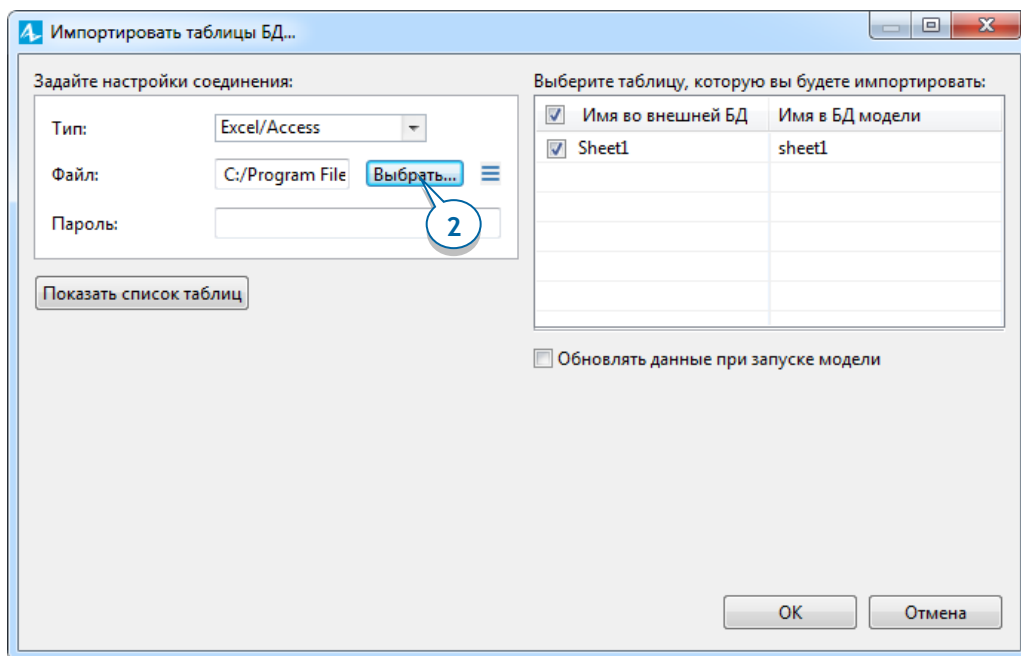 Импортировать таблицы БД...
Задайте настройки соединения:
Тип: Excel/Access
Файл: C:/Program File Выбрать...
2
Пароль:
Показать список таблиц
Выберите таблицу, которую вы будете импортировать:
Имя во внешней БД Имя в БД модели
Sheet1 sheet1
Обновлять данные при запуске модели
OK Отмена